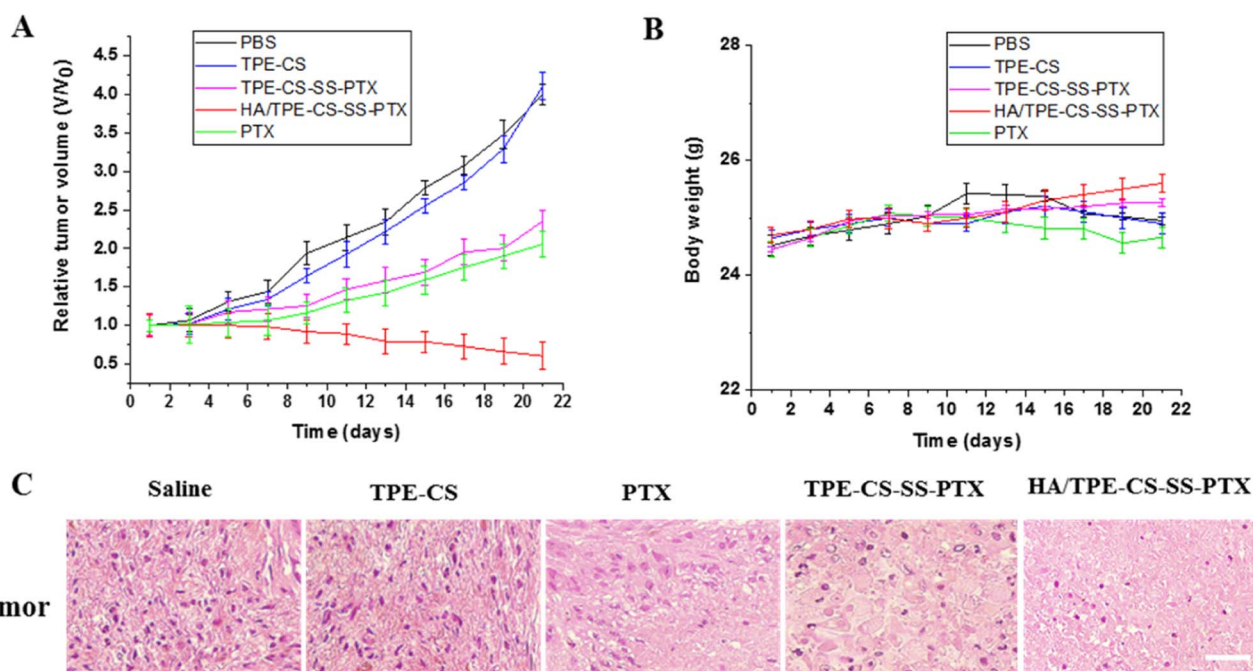 A
Relative tumor volume (V/V0)
4.5
4.0
3.5
3.0
2.5
2.0
1.5
1.0
0.5
PBS
TPE-CS
TPE-CS-SS-PTX
HA/TPE-CS-SS-PTX
PTX
0 2 4 6 8 10 12 14 16 18 20 22
Time (days)
B
Body weight (g)
28
26
24
22
PBS
TPE-CS
TPE-CS-SS-PTX
HA/TPE-CS-SS-PTX
PTX
0 2 4 6 8 10 12 14 16 18 20 22
Time (days)
C
Saline TPE-CS PTX TPE-CS-SS-PTX HA/TPE-CS-SS-PTX
mor